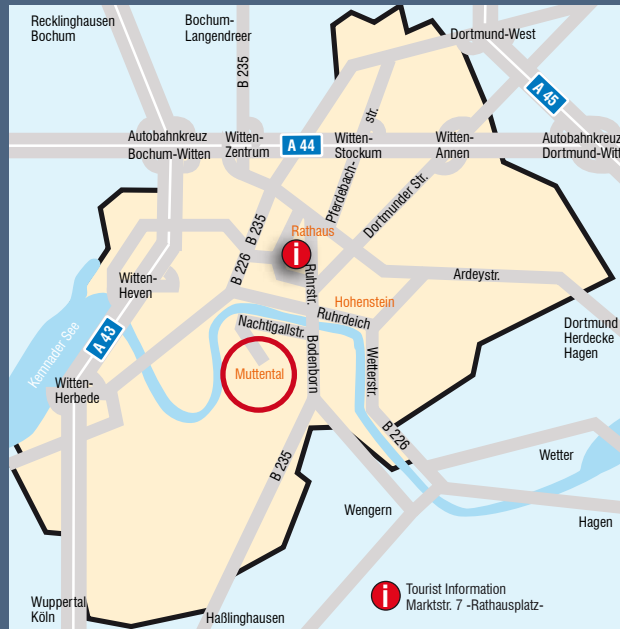 Recklinghausen
Bochum
Bochum-
Langendreer
B 235
Dortmund-West
A 45
Autobahnkreuz
Bochum-Witten
Witten-
Zentrum
A 44
Witten-
Stockum
Witten-
Annen
Autobahnkreuz
Dortmund-Witt
Pferdebach-
str.
Dortmunder Str.
B 235
B 226
Rathaus
i
Ruhrstr.
Ardeystr.
Witten-
Heven
Kemnader See
A 43
Hohenstein
Ruhrdeich
Nachtigallstr.
Bodenborn
Wetterstr.
Dortmund
Herdecke
Hagen
Muttental
Witten-
Herbede
B 226
B 235
Wetter
Wengern
Hagen
Wuppertal
Köln
Haßlinghausen
i
Tourist Information
Marktstr. 7 -Rathausplatz-